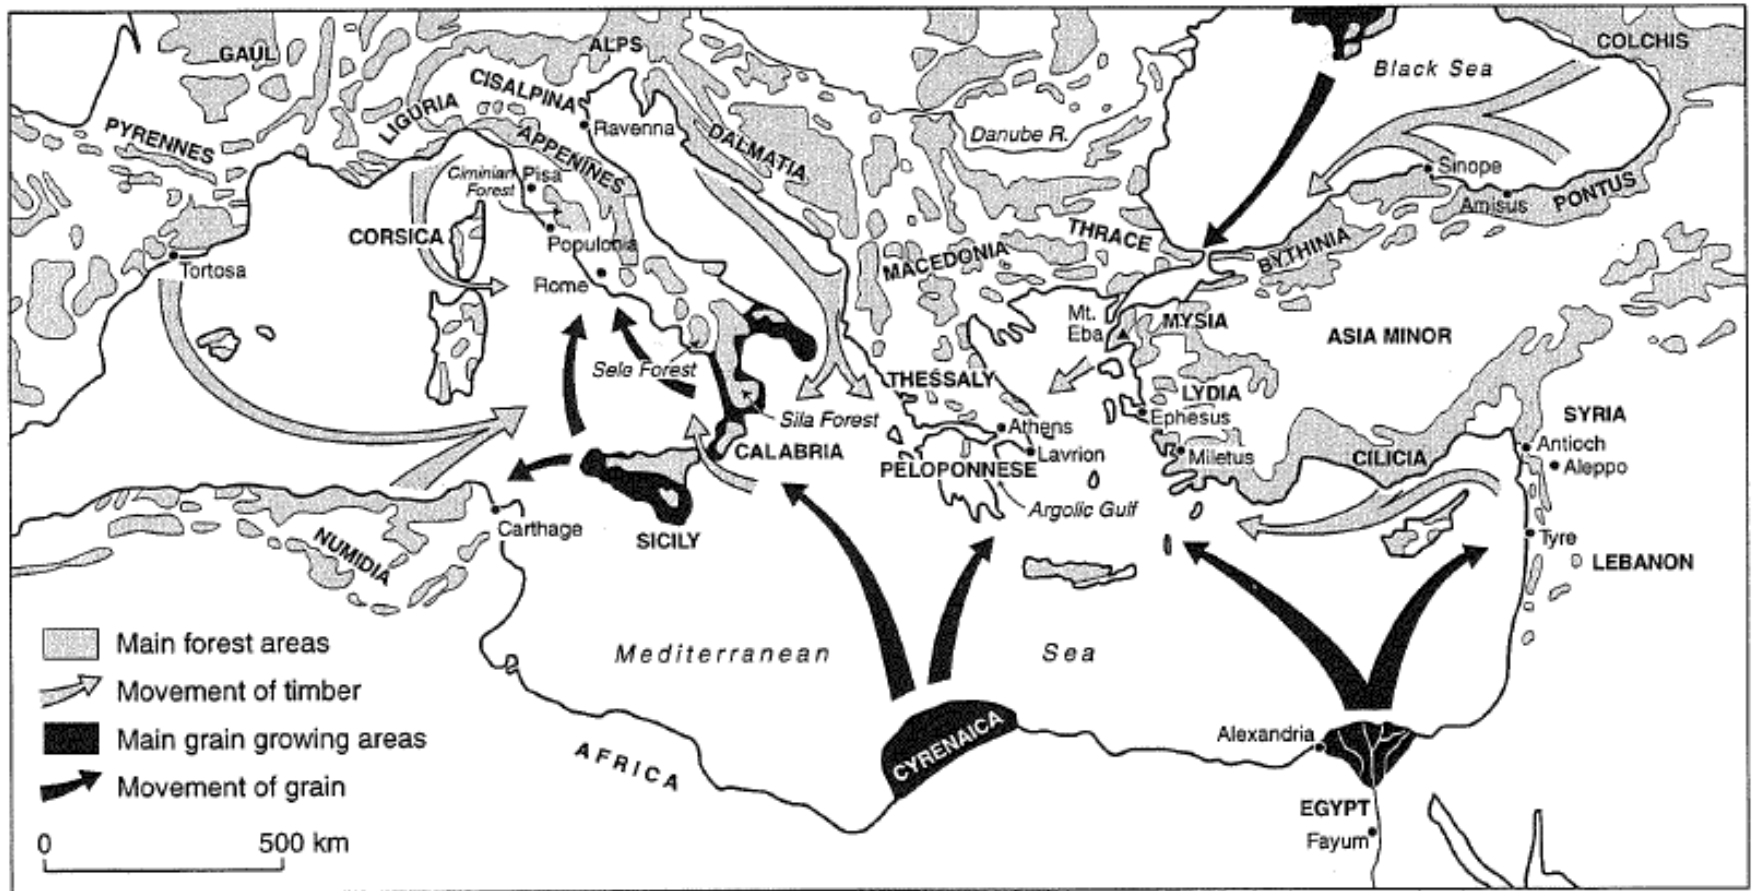 GAUL
ALPS
COLCHIS
Black Sea
CISALPINA
LIGURIA
PYRENNES
APPENINES
Ravenna
DALMATIA
Danube R.
Ciminian
Forest
Pisa
Sinope
Amisus
PONTUS
CORSICA
Populonia
THRACE
BYTHINIA
MACEDONIA
Tortosa
Rome
Mt.
Eba
MYSIA
ASIA MINOR
Sele Forest
THESSALY
LYDIA
Sila Forest
Athens
Ephesus
SYRIA
CALABRIA
Lavrion
Miletus
CILICIA
Antioch
Aleppo
PELOPONNESE
Argolic Gulf
Carthage
SICILY
NUMIDIA
Tyre
LEBANON
Mediterranean Sea
Main forest areas
Movement of timber
Main grain growing areas
Movement of grain
0 500 km
AFRICA
CYRENAICA
Alexandria
EGYPT
Fayum